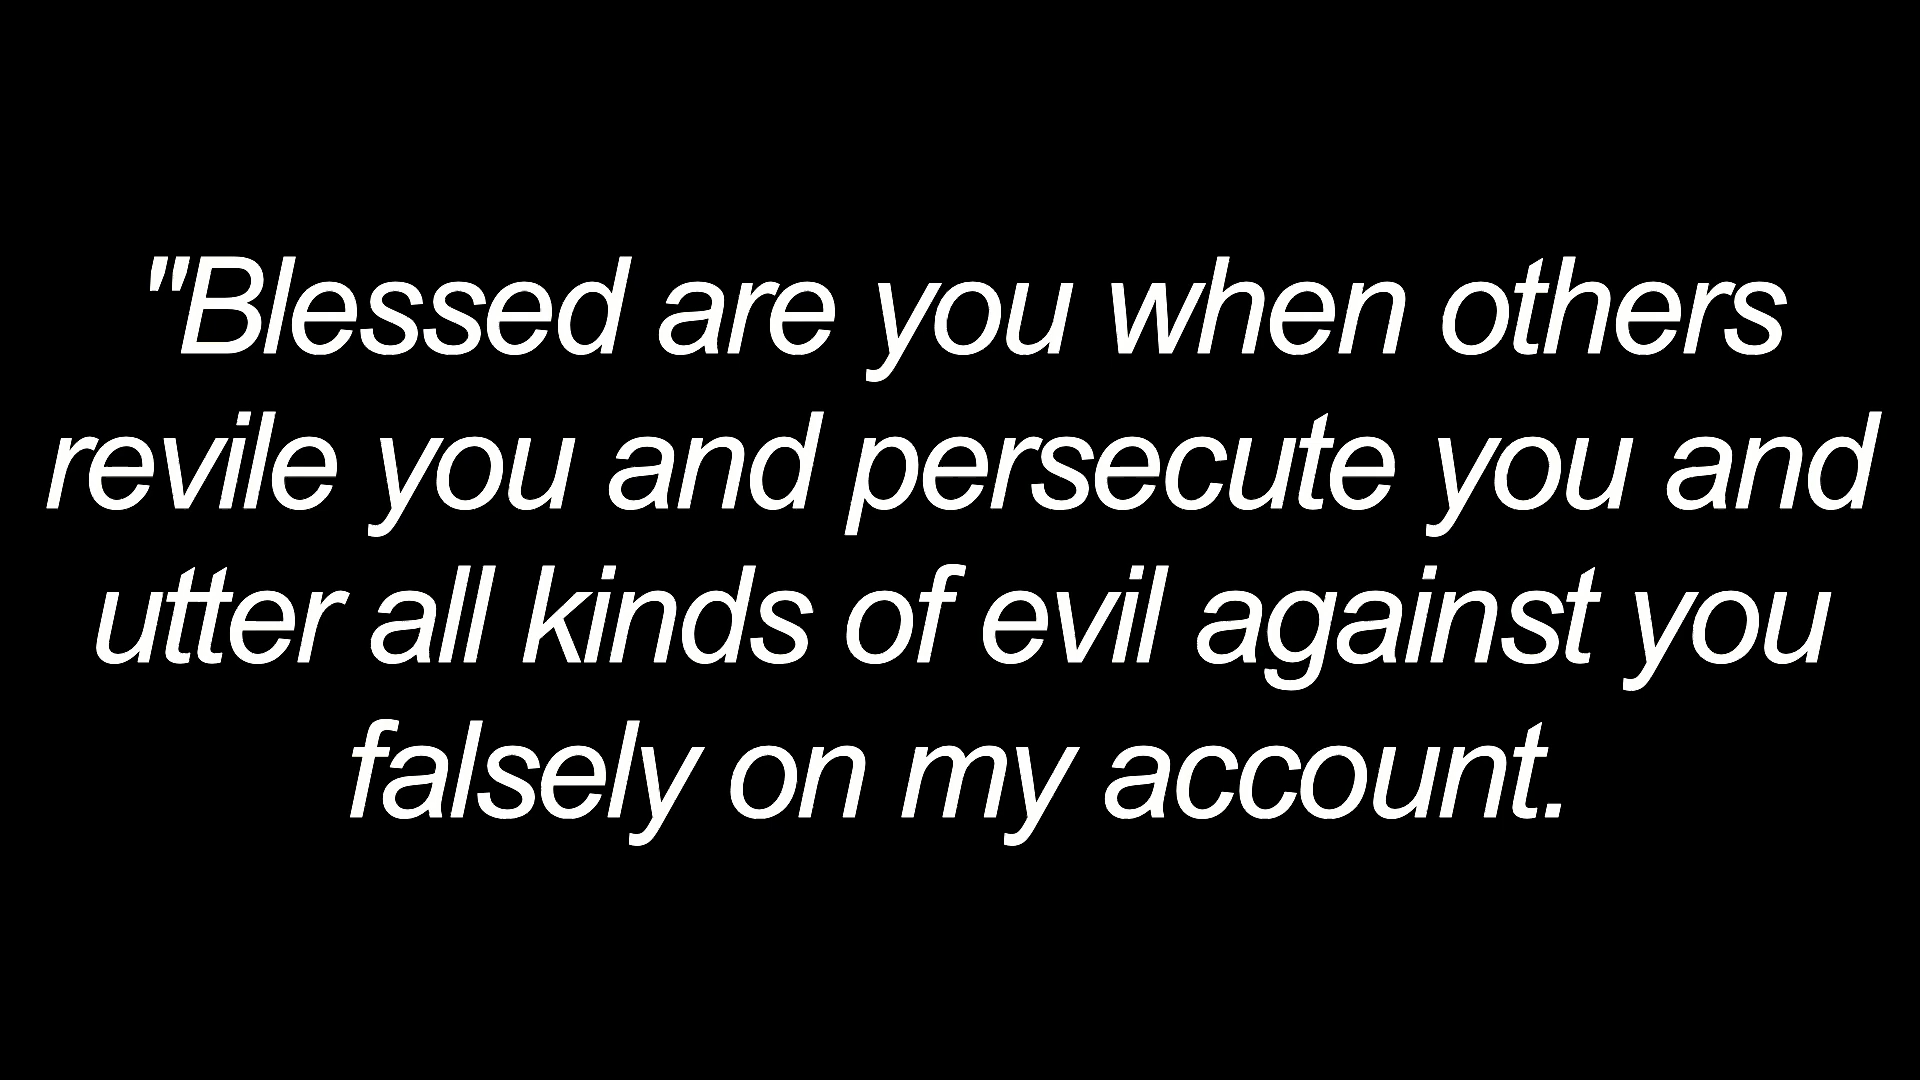 "Blessed are you when others
revile you and persecute you and
utter all kinds of evil against you
falsely on my account.